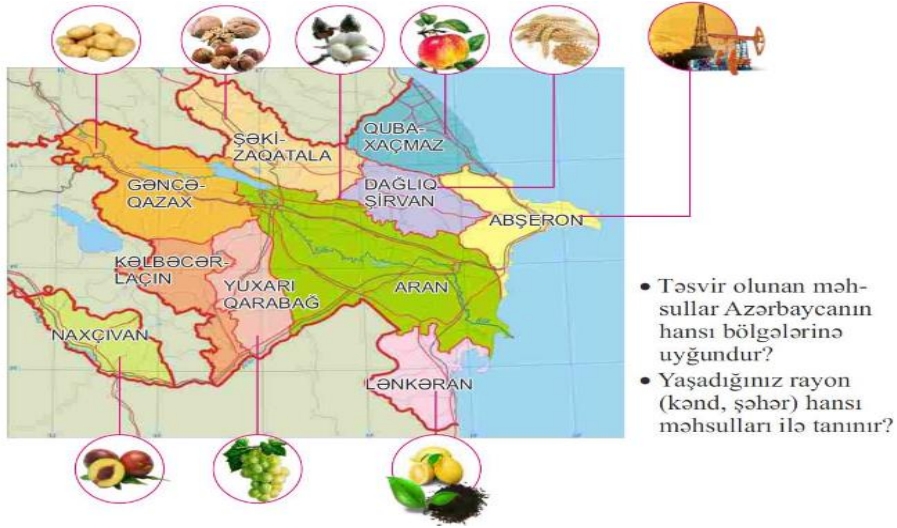 ŞƏKİ-
ZAQATALA
QUBA-
XAÇMAZ
GƏNCƏ-
QAZAX
DAĞLIQ-
ŞİRVAN
ABŞERON
KƏLBƏCƏR-
LAÇIN
YUXARI
QARABAĞ
ARAN
NAXÇIVAN
LƏNKƏRAN
• Təsvir olunan məh-
sullar Azərbaycanın
hansı bölgələrinə
uyğundur?
• Yaşadığınız rayon
(kənd, şəhər) hansı
məhsulları ilə tanınır?